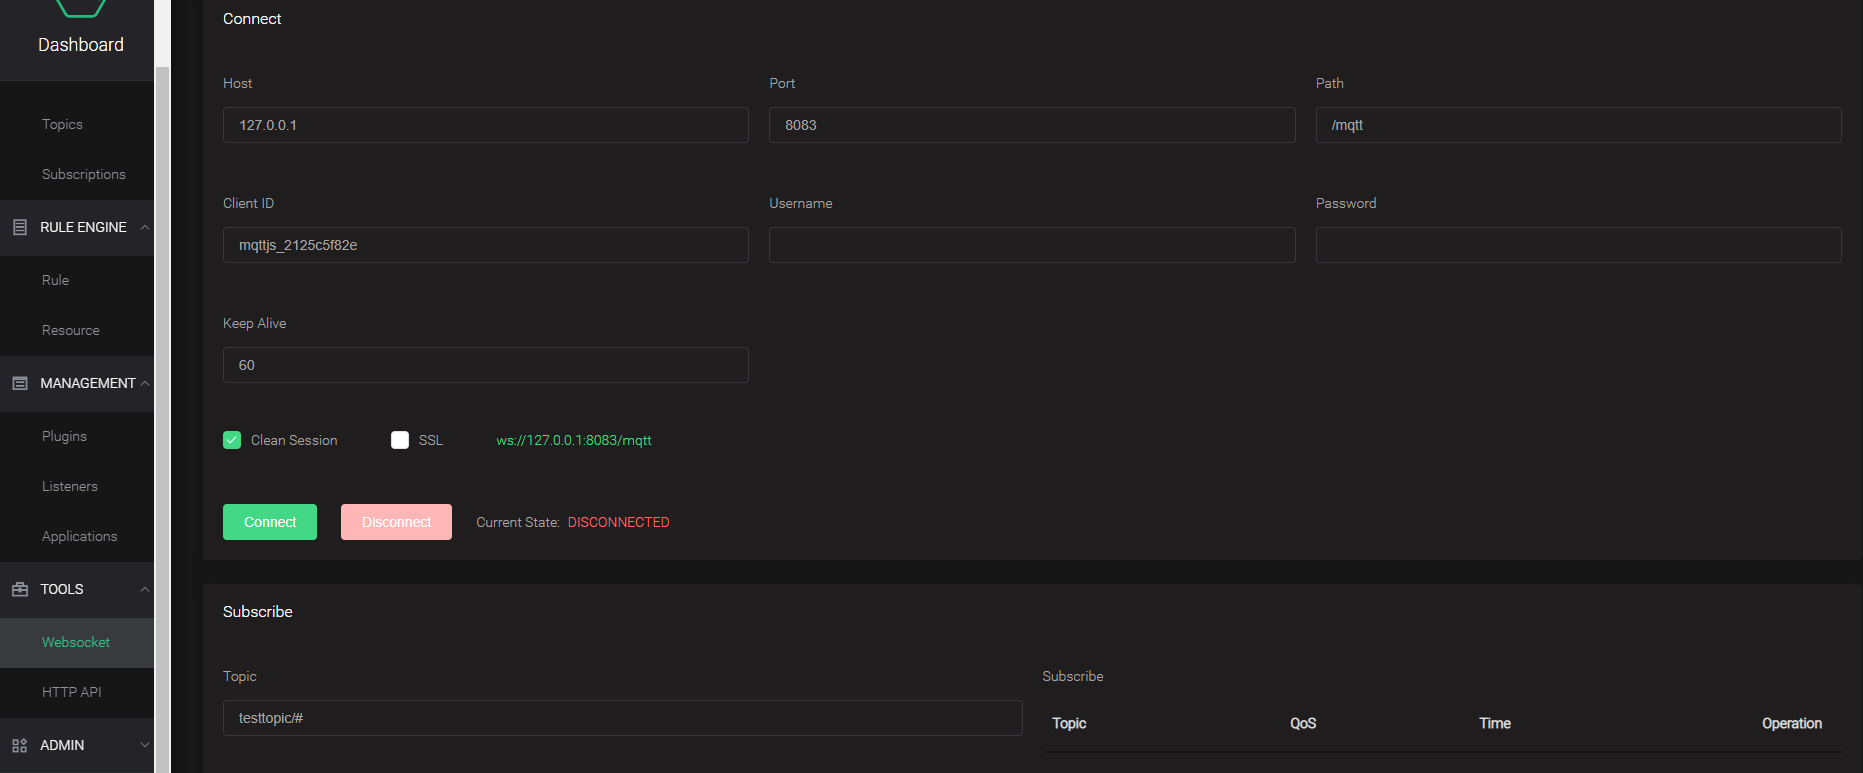 Dashboard
Topics
Subscriptions
RULE ENGINE
Rule
Resource
MANAGEMENT
Plugins
Listeners
Applications
TOOLS
Websocket
HTTP API
ADMIN
Connect
Host
Port
Path
127.0.0.1
8083
/mqtt
Client ID
Username
Password
mqttjs_2125c5f82e
Keep Alive
60
Clean Session
SSL
ws://127.0.0.1:8083/mqtt
Connect
Disconnect
Current State: DISCONNECTED
Subscribe
Topic
Subscribe
testtopic/#
Topic QoS Time Operation